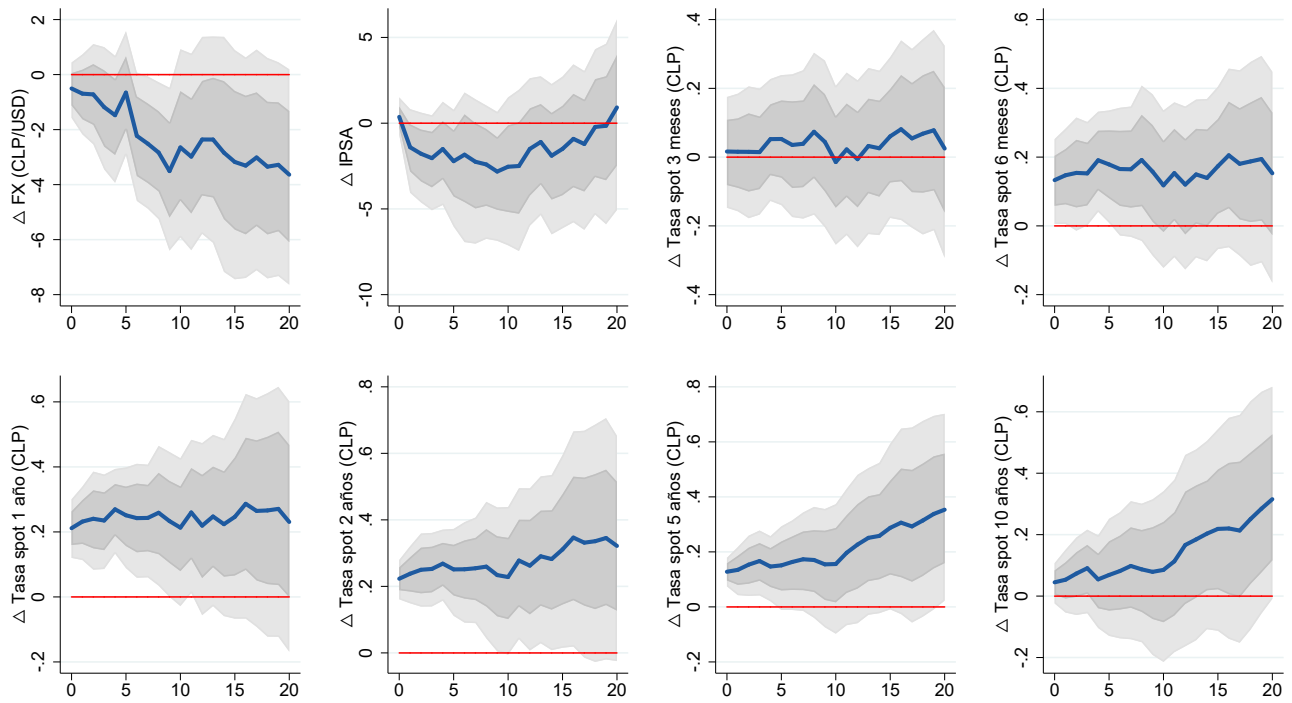 △ FX (CLP/USD)
2
0
-2
-4
-6
-8
0 5 10 15 20
△ IPSA
5
0
-5
-10
0 5 10 15 20
△ Tasa spot 3 meses (CLP)
.4
.2
0
-.2
-.4
0 5 10 15 20
△ Tasa spot 6 meses (CLP)
.6
.4
.2
0
-.2
0 5 10 15 20
△ Tasa spot 1 año (CLP)
.6
.4
.2
0
-.2
0 5 10 15 20
△ Tasa spot 2 años (CLP)
.8
.6
.4
.2
0
0 5 10 15 20
△ Tasa spot 5 años (CLP)
.8
.6
.4
.2
0
-.2
0 5 10 15 20
△ Tasa spot 10 años (CLP)
.6
.4
.2
0
-.2
0 5 10 15 20